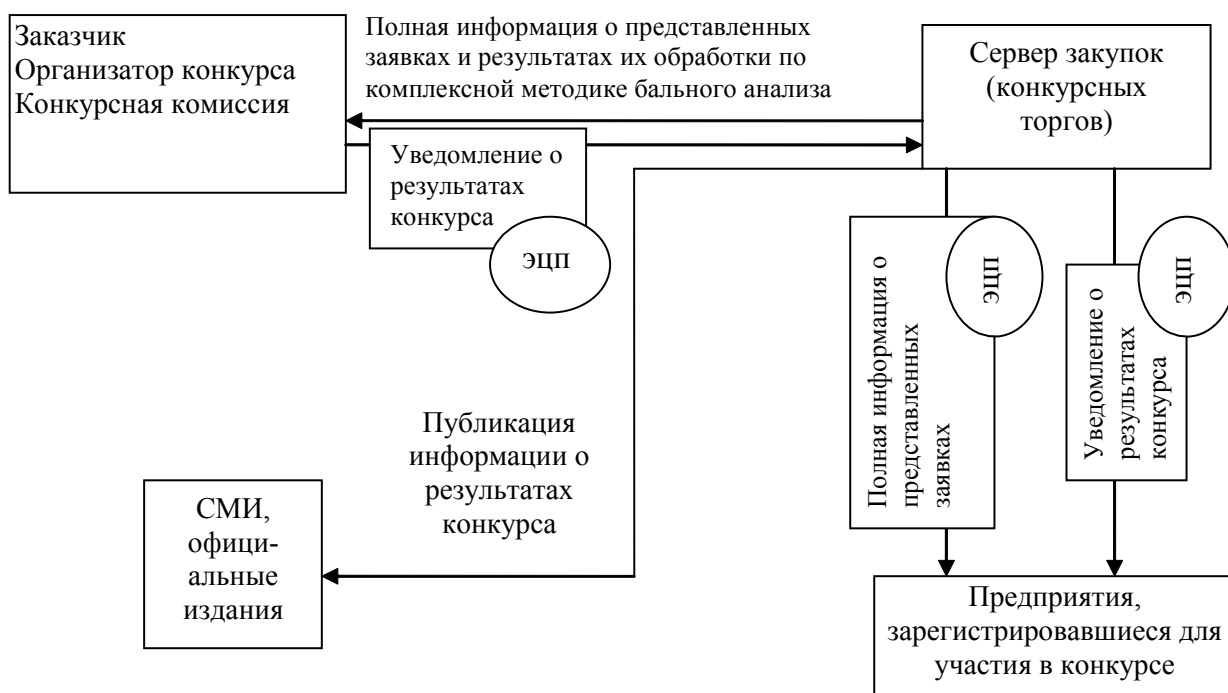 Заказчик
Организатор конкурса
Конкурсная комиссия
Полная информация о представленных
заявках и результатах их обработки по
комплексной методике бального анализа
Сервер закупок
(конкурсных
торгов)
Уведомление о
результатах
конкурса
ЭЦП
Полная информация о
представленных
заявках
ЭЦП
Уведомление о
результатах
конкурса
ЭЦП
Публикация
информации о
результатах
конкурса
СМИ,
офици-
альные
издания
Предприятия,
зарегистрировавшиеся для
участия в конкурсе